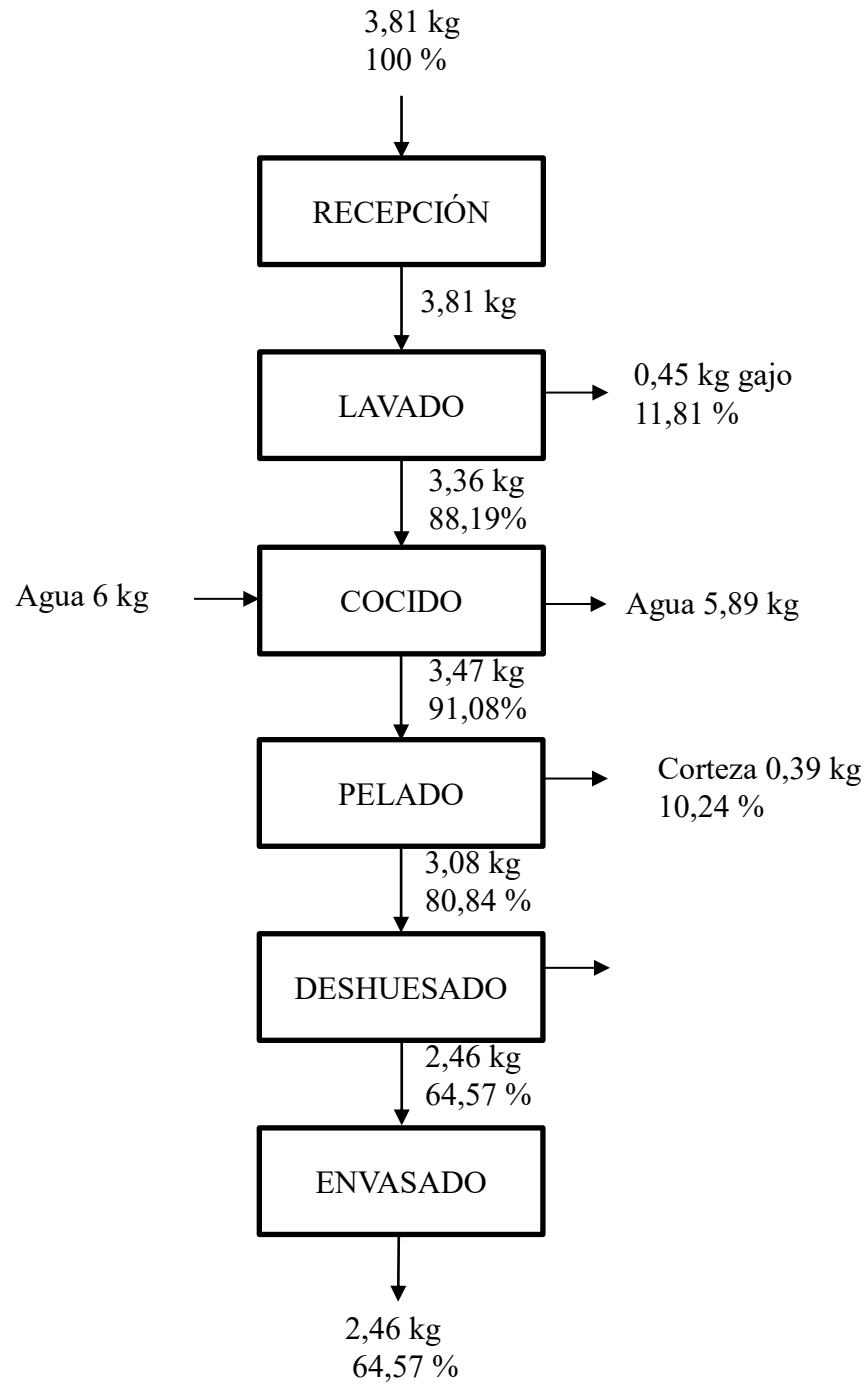 3,81 kg
100 %
RECEPCIÓN
3,81 kg
LAVADO
0,45 kg gajo
11,81 %
3,36 kg
88,19%
Agua 6 kg
COCIDO
Agua 5,89 kg
3,47 kg
91,08%
PELADO
Corteza 0,39 kg
10,24 %
3,08 kg
80,84 %
DESHUESADO
2,46 kg
64,57 %
ENVASADO
2,46 kg
64,57 %